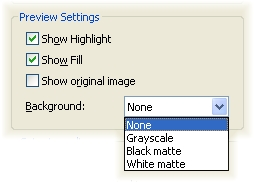 Preview Settings
Show Highlight
Show Fill
Show original image
Background: None
None
Grayscale
Black matte
White matte